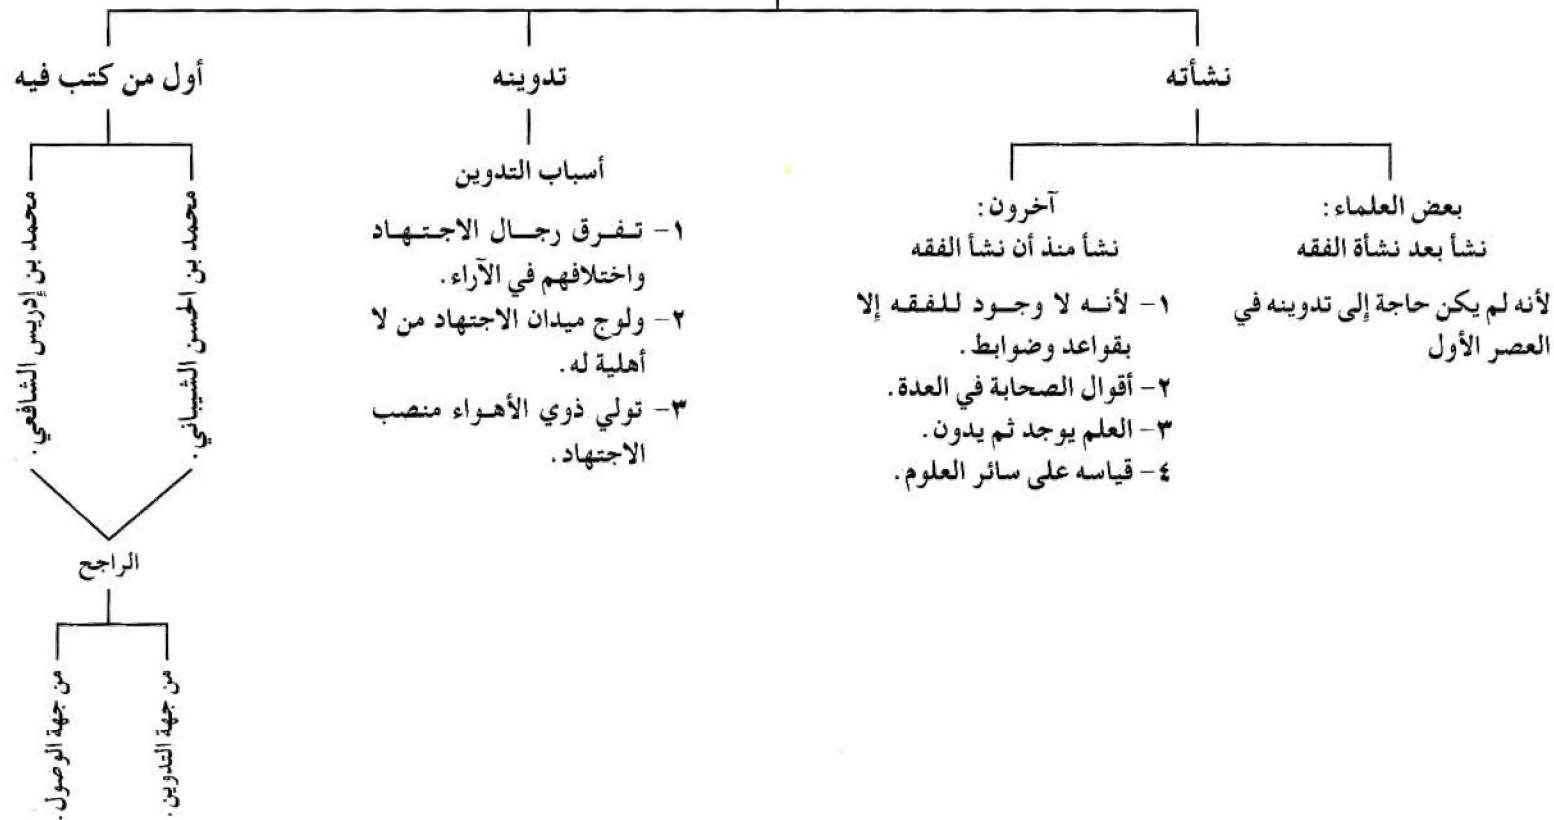 نشأته
بعض العلماء:
نشأ بعد نشأة الفقه
لأنه لم يكن حاجة إلى تدوينه في
العصر الأول
آخرون:
نشأ منذ أن نشأ الفقه
١- لأنه لا وجود للفقه إلا
بقواعد وضوابط.
٢- أقوال الصحابة في العدة.
٣- العلم يوجد ثم يدون.
٤- قياسه على سائر العلوم.
تدوينه
أسباب التدوين
١- تفرق رجال الاجتهاد
واختلافهم في الآراء.
٢- ولوج ميدان الاجتهاد من لا
أهلية له.
٣- تولي ذوي الأهواء منصب
الاجتهاد.
أول من كتب فيه
محمد بن الحسن الشيباني.
محمد بن إدريس الشافعي.
الراجح
من جهة التدوين.
من جهة الوصول.